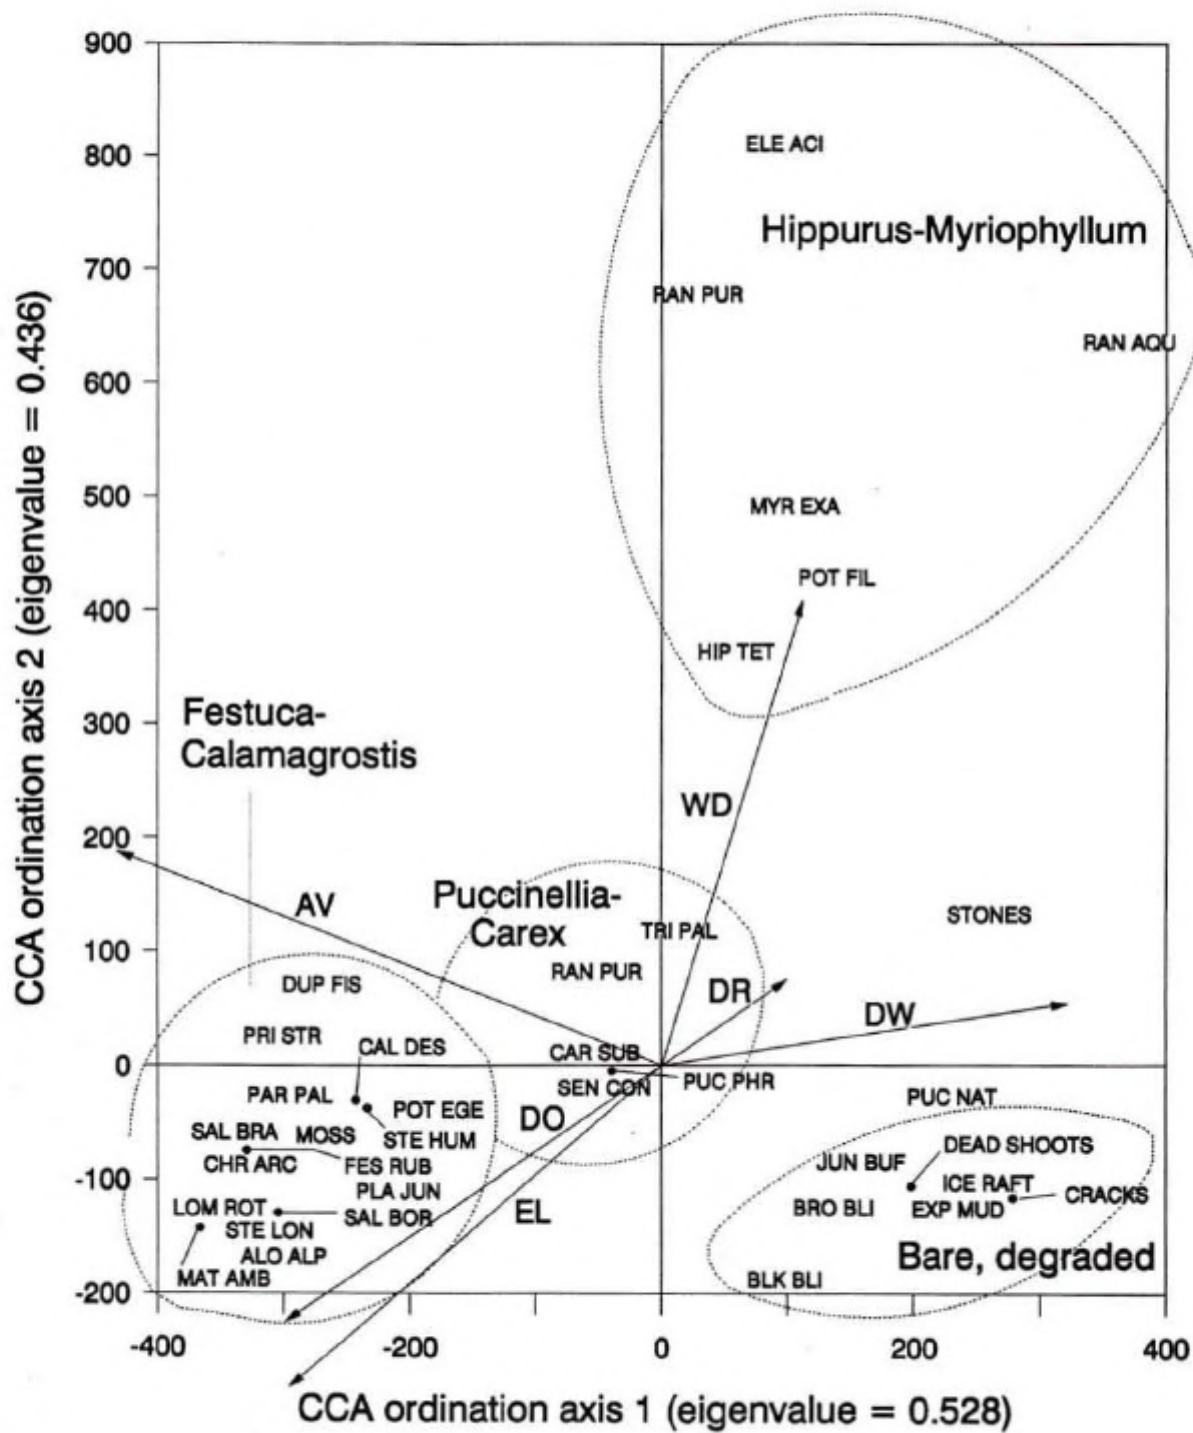 900
800
700
600
500
400
300
200
100
0
-100
-200
CCA ordination axis 2 (eigenvalue = 0.436)
ELE ACI
Hippurus-Myriophyllum
RAN PUR
RAN AQU
MYR EXA
POT FIL
HIP TET
Festuca-
Calamagrostis
WD
AV
Puccinellia-
Carex
TRI PAL
STONES
RAN PUR
DUP FIS
DR
DW
PRI STR
CAL DES
CAR SUB
PUC PHR
SEN CON
PAR PAL
POT EGE
DO
PUC NAT
SAL BRA
MOSS
STE HUM
DEAD SHOOTS
CHR ARC
FES RUB
JUN BUF
ICE RAFT
CRACKS
PLA JUN
LOM ROT
SAL BOR
EL
BRO BLI
EXP MUD
STE LON
ALO ALP
Bare, degraded
MAT AMB
BLK BLI
-400
-200
0
200
400
CCA ordination axis 1 (eigenvalue = 0.528)